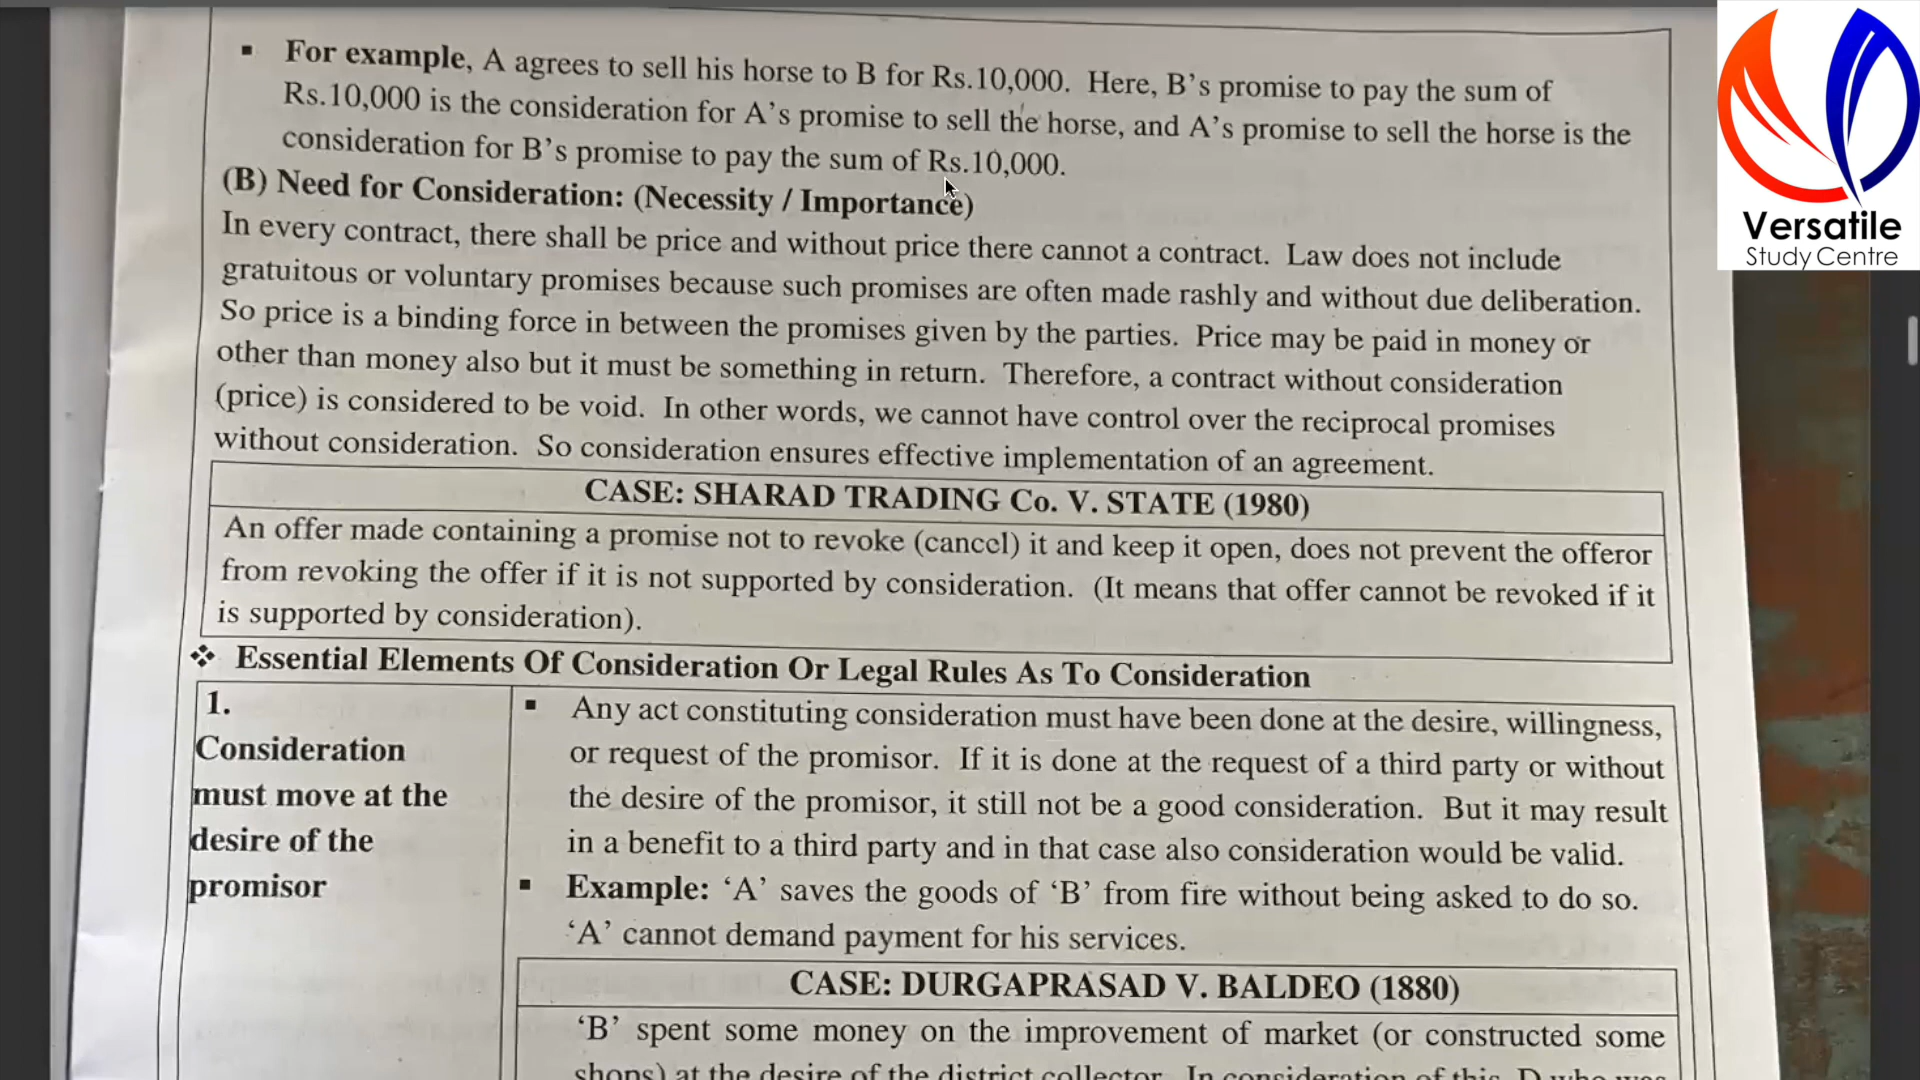 ▪ For example, A agrees to sell his horse to B for Rs.10,000. Here, B's promise to pay the sum of
Rs.10,000 is the consideration for A's promise to sell the horse, and A's promise to sell the horse is the
consideration for B's promise to pay the sum of Rs.10,000.
(B) Need for Consideration: (Necessity / Importance)
In every contract, there shall be price and without price there cannot a contract. Law does not include
gratuitous or voluntary promises because such promises are often made rashly and without due deliberation.
So price is a binding force in between the promises given by the parties. Price may be paid in money or
other than money also but it must be something in return. Therefore, a contract without consideration
(price) is considered to be void. In other words, we cannot have control over the reciprocal promises
without consideration. So consideration ensures effective implementation of an agreement.
CASE: SHARAD TRADING Co. V. STATE (1980)
An offer made containing a promise not to revoke (cancel) it and keep it open, does not prevent the offeror
from revoking the offer if it is not supported by consideration. (It means that offer cannot be revoked if it
is supported by consideration).
❖ Essential Elements Of Consideration Or Legal Rules As To Consideration
1.
Consideration
must move at the
desire of the
promisor
▪ Any act constituting consideration must have been done at the desire, willingness,
or request of the promisor. If it is done at the request of a third party or without
the desire of the promisor, it still not be a good consideration. But it may result
in a benefit to a third party and in that case also consideration would be valid.
▪ Example: 'A' saves the goods of 'B' from fire without being asked to do so.
'A' cannot demand payment for his services.
CASE: DURGAPRASAD V. BALDEO (1880)
'B' spent some money on the improvement of market (or constructed some
shops) at the desire of the district collector. In consideration of this, D who was
Versatile
Study Centre